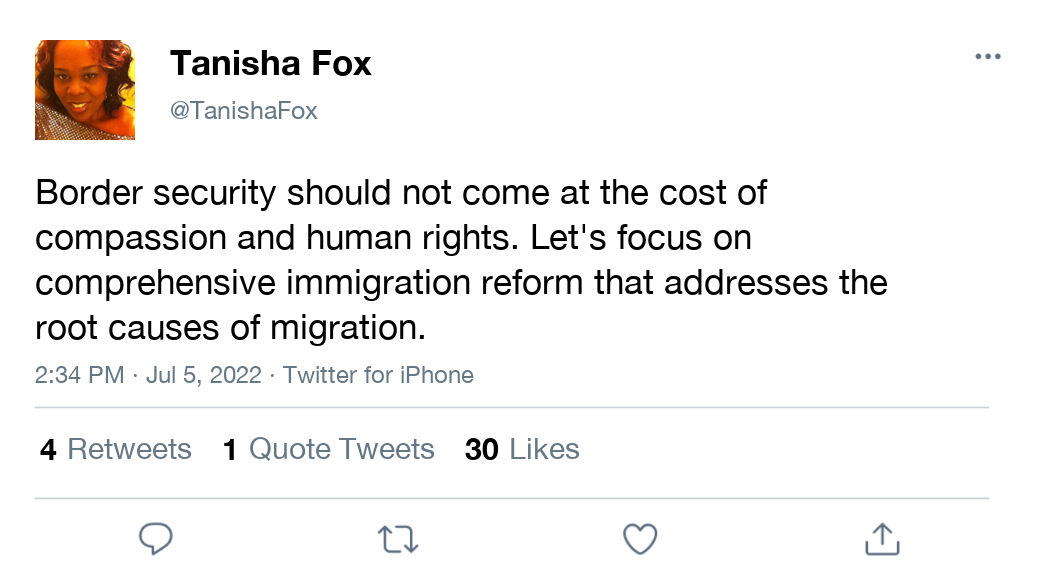 Tanisha Fox
@TanishaFox
Border security should not come at the cost of
compassion and human rights. Let's focus on
comprehensive immigration reform that addresses the
root causes of migration.
2:34 PM · Jul 5, 2022 · Twitter for iPhone
4 Retweets 1 Quote Tweets 30 Likes